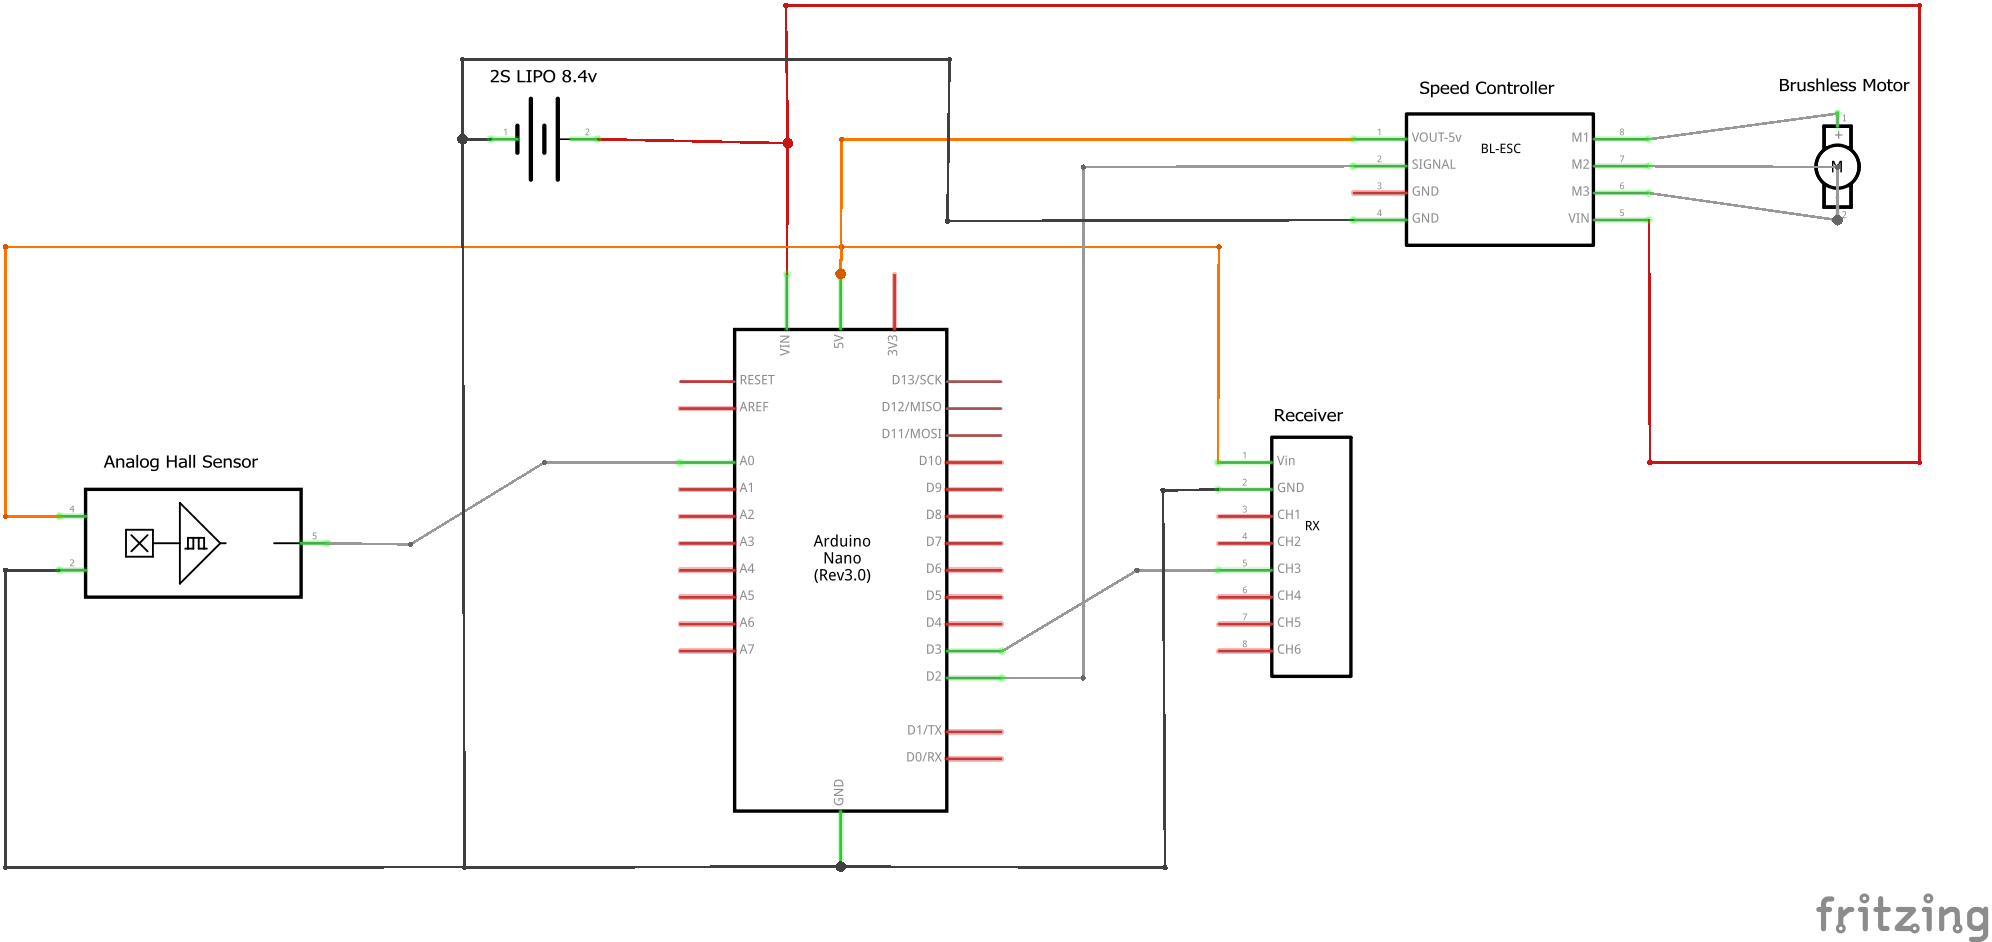 2S LIPO 8.4v
1
2
Speed Controller
BL-ESC
1
VOUT-5v
2
SIGNAL
3
GND
4
GND
M1
8
M2
7
M3
6
VIN
5
Brushless Motor
1
+
M
2
Analog Hall Sensor
4
2
5
VIN
5V
3V3
RESET
AREF
A0
A1
A2
A3
A4
A5
A6
A7
Arduino
Nano
(Rev3.0)
D13/SCK
D12/MISO
D11/MOSI
D10
D9
D8
D7
D6
D5
D4
D3
D2
D1/TX
D0/RX
GND
Receiver
RX
1
Vin
2
GND
3
CH1
4
CH2
5
CH3
6
CH4
7
CH5
8
CH6
fritzing